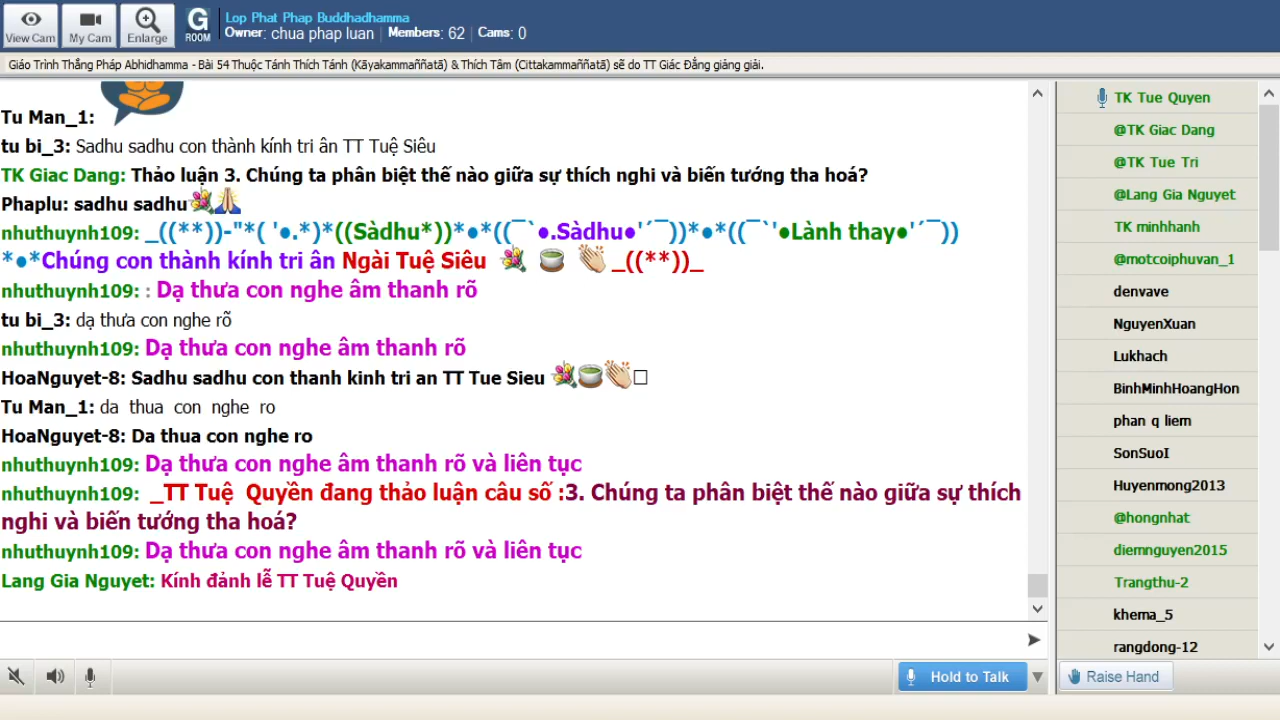 View Cam
My Cam
Enlarge
G
ROOM
Lop Phat Phap Buddhadhamma
Owner: chua phap luan | Members: 62 | Cams: 0
Giáo Trình Thắng Pháp Abhidhamma - Bài 54 Thuộc Tánh Thích Tánh (Kāyakammaññatā) & Thích Tâm (Cittakammaññatā) sẽ do TT Giác Đẳng giảng giải.
Tu Man_1:
tu bi_3: Sadhu sadhu con thành kính tri ân TT Tuệ Siêu
TK Giac Dang: Thảo luận 3. Chúng ta phân biệt thế nào giữa sự thích nghi và biến tướng tha hoá?
Phaplu: sadhu sadhu💐🙏
nhuthuynh109: _((**))-"*( '●.*)*((Sàdhu*))*●*((¯`●.Sàdhu●'´¯))*●*((¯`'●Lành thay●'´¯))
*●*Chúng con thành kính tri ân Ngài Tuệ Siêu 💐 🍵 👏 _((**))_
nhuthuynh109: : Dạ thưa con nghe âm thanh rõ
tu bi_3: dạ thưa con nghe rõ
nhuthuynh109: Dạ thưa con nghe âm thanh rõ
HoaNguyet-8: Sadhu sadhu con thanh kinh tri an TT Tue Sieu 💐🍵👏□
Tu Man_1: da thua con nghe ro
HoaNguyet-8: Da thua con nghe ro
nhuthuynh109: Dạ thưa con nghe âm thanh rõ và liên tục
nhuthuynh109: _TT Tuệ Quyền đang thảo luận câu số :3. Chúng ta phân biệt thế nào giữa sự thích
nghi và biến tướng tha hoá?
nhuthuynh109: Dạ thưa con nghe âm thanh rõ và liên tục
Lang Gia Nguyet: Kính đảnh lễ TT Tuệ Quyền
TK Tue Quyen
@TK Giac Dang
@TK Tue Tri
@Lang Gia Nguyet
TK minhhanh
@motcoiphuvan_1
denvave
NguyenXuan
Lukhach
BinhMinhHoangHon
phan q liem
SonSuoI
Huyenmong2013
@hongnhat
diemnguyen2015
Trangthu-2
khema_5
rangdong-12
Hold to Talk
Raise Hand